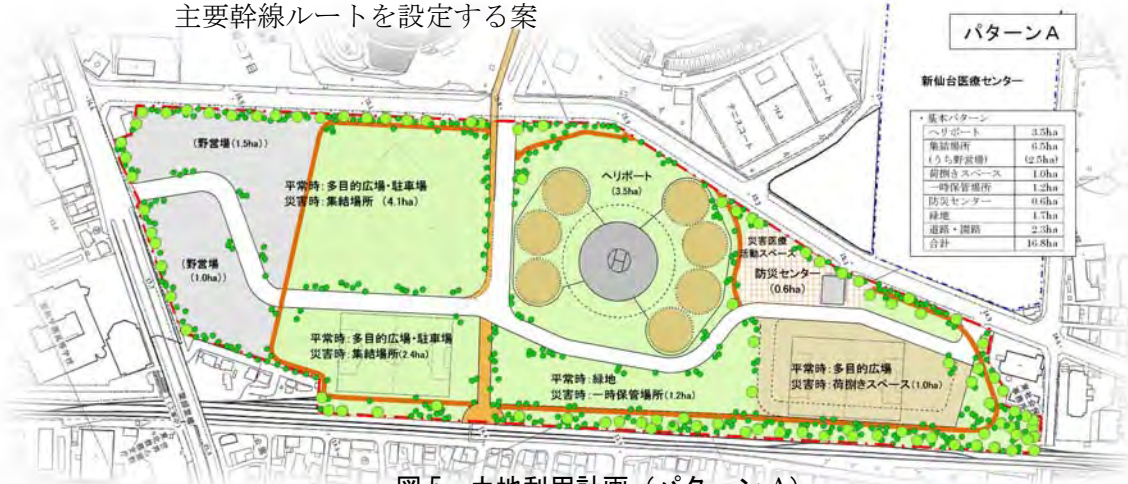 主要幹線ルートを設定する案
パターンA
新仙台医療センター
・基本パターン
ヘリポート 3.5ha
集結場所 6.5ha
(うち野営場) (2.5ha)
荷捌きスペース 1.0ha
一時保管場所 1.2ha
防災センター 0.6ha
緑地 1.7ha
道路・園路 2.3ha
合計 16.8ha
テニスコート
テニスコート
(野営場(1.5ha))
平常時:多目的広場・駐車場
災害時:集結場所 (4.1ha)
ヘリポート
(3.5ha)
H
災害医療
活動スペース
防災センター
(0.6ha)
(野営場
(1.0ha))
平常時:多目的広場・駐車場
災害時:集結場所(2.4ha)
平常時:緑地
災害時:一時保管場所(1.2ha)
平常時:多目的広場
災害時:荷捌きスペース(1.0ha)
図5 土地利用計画(パターンA)